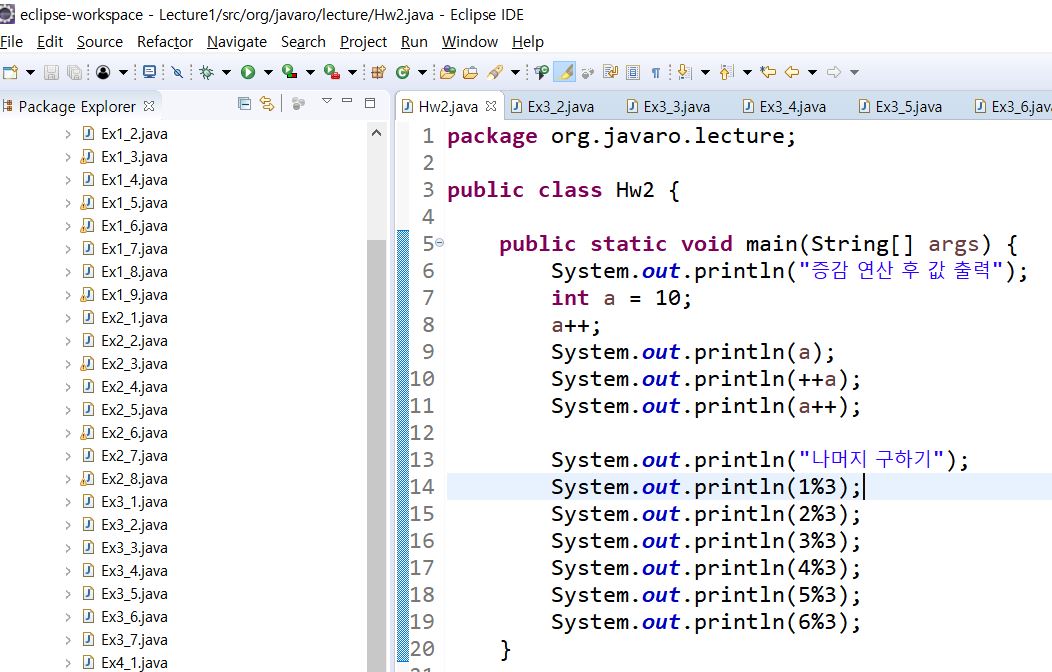 eclipse-workspace - Lecture1/src/org/javaro/lecture/Hw2.java - Eclipse IDE
File Edit Source Refactor Navigate Search Project Run Window Help
Package Explorer
Ex1_2.java
Ex1_3.java
Ex1_4.java
Ex1_5.java
Ex1_6.java
Ex1_7.java
Ex1_8.java
Ex1_9.java
Ex2_1.java
Ex2_2.java
Ex2_3.java
Ex2_4.java
Ex2_5.java
Ex2_6.java
Ex2_7.java
Ex2_8.java
Ex3_1.java
Ex3_2.java
Ex3_3.java
Ex3_4.java
Ex3_5.java
Ex3_6.java
Ex3_7.java
Ex4_1.java
Hw2.java Ex3_2.java Ex3_3.java Ex3_4.java Ex3_5.java Ex3_6.java
1 package org.javaro.lecture;
2
3 public class Hw2 {
4
5 public static void main(String[] args) {
6 System.out.println("증감 연산 후 값 출력");
7 int a = 10;
8 a++;
9 System.out.println(a);
10 System.out.println(++a);
11 System.out.println(a++);
12
13 System.out.println("나머지 구하기");
14 System.out.println(1%3);
15 System.out.println(2%3);
16 System.out.println(3%3);
17 System.out.println(4%3);
18 System.out.println(5%3);
19 System.out.println(6%3);
20 }